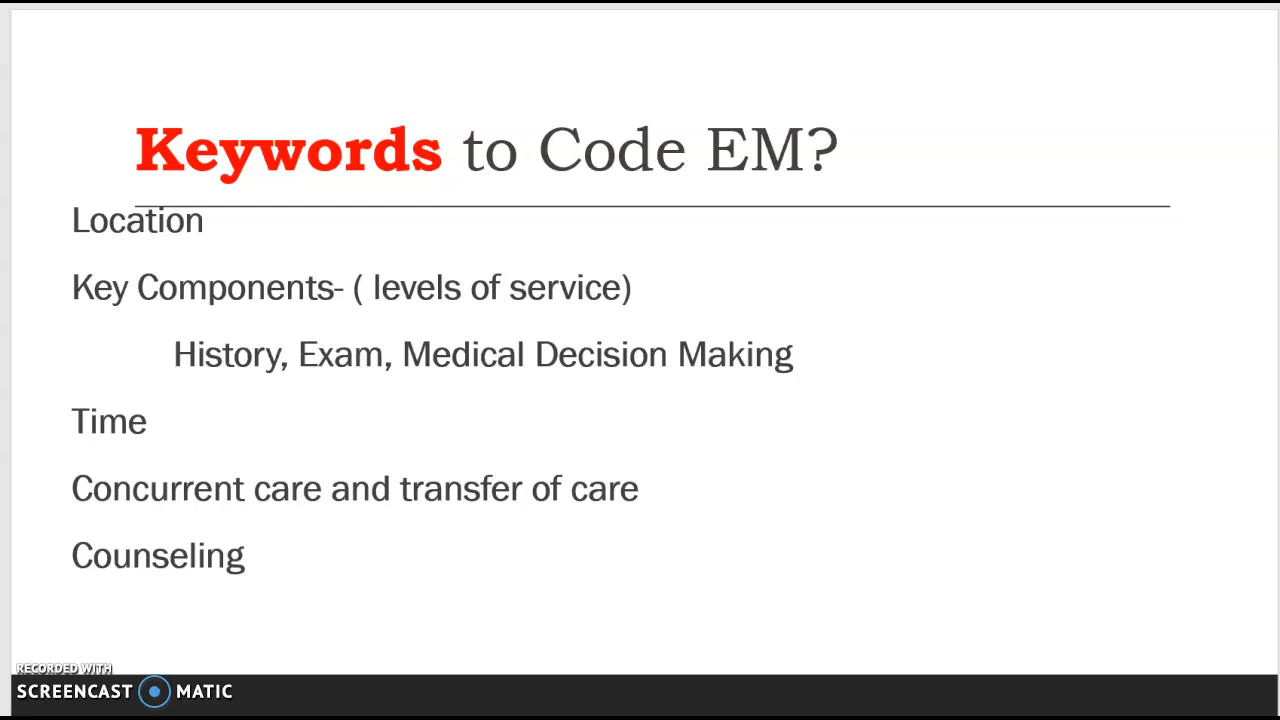 Keywords to Code EM?
Location
Key Components- ( levels of service)
History, Exam, Medical Decision Making
Time
Concurrent care and transfer of care
Counseling
RECORDED WITH
SCREENCAST MATIC